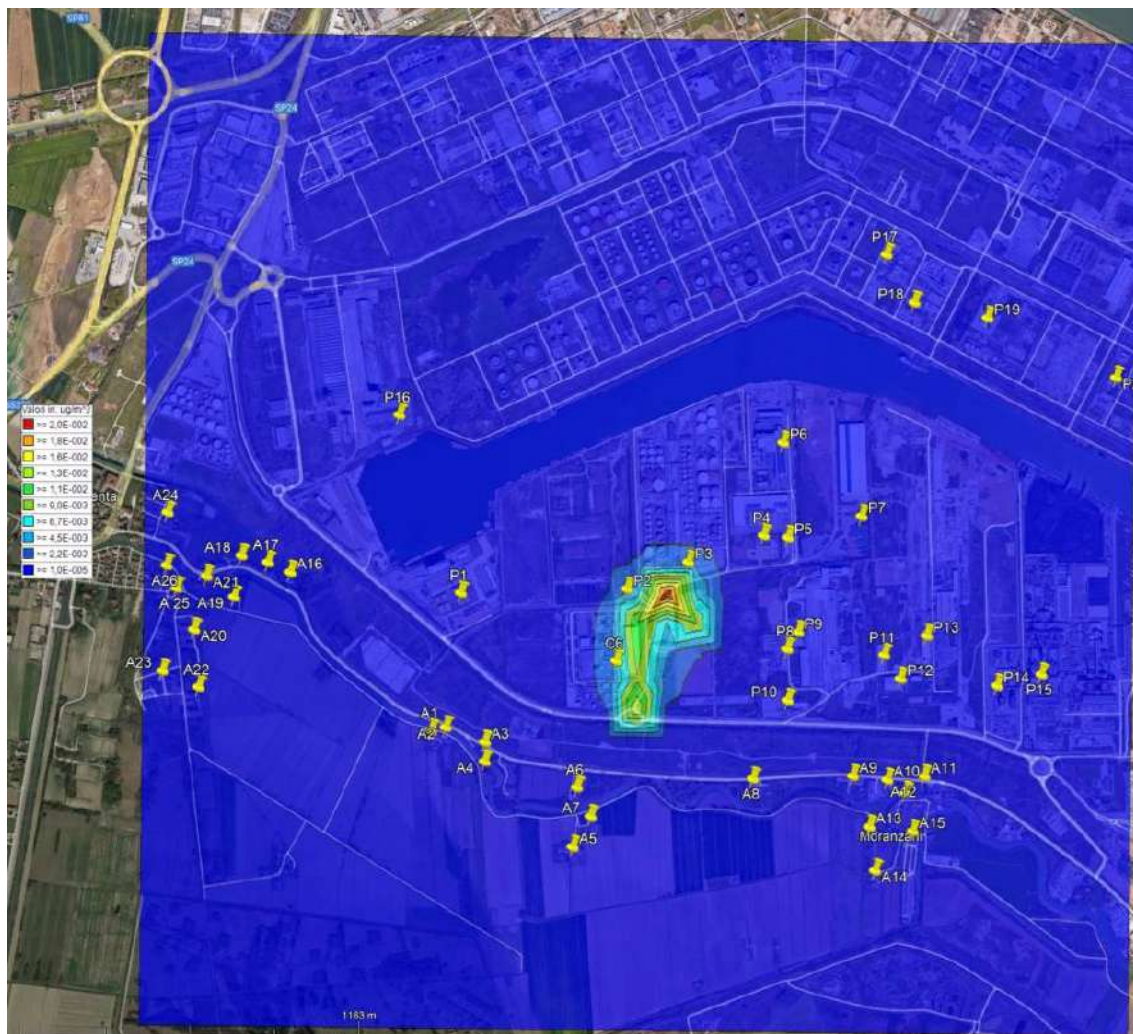 SPR1
SP24
SP24
P17
P18
P19
P
P16
P6
Valori in: ug/m^3
>= 2,0E-002
>= 1,8E-002
>= 1,6E-002
>= 1,3E-002
>= 1,1E-002
>= 9,0E-003
>= 6,7E-003
>= 4,5E-003
>= 2,2E-003
>= 1,0E-005
enta
A24
P7
P4
P5
A18
A17
A16
P3
P1
P2
A26
A21
A25
A19
A20
P9
P8
P11
P13
C6
A23
A22
P12
P14
P15
P10
A1
A2
A3
A4
A6
A8
A9
A10
A11
A12
A7
A5
A13
A15
Moranzani
A14
1183 m